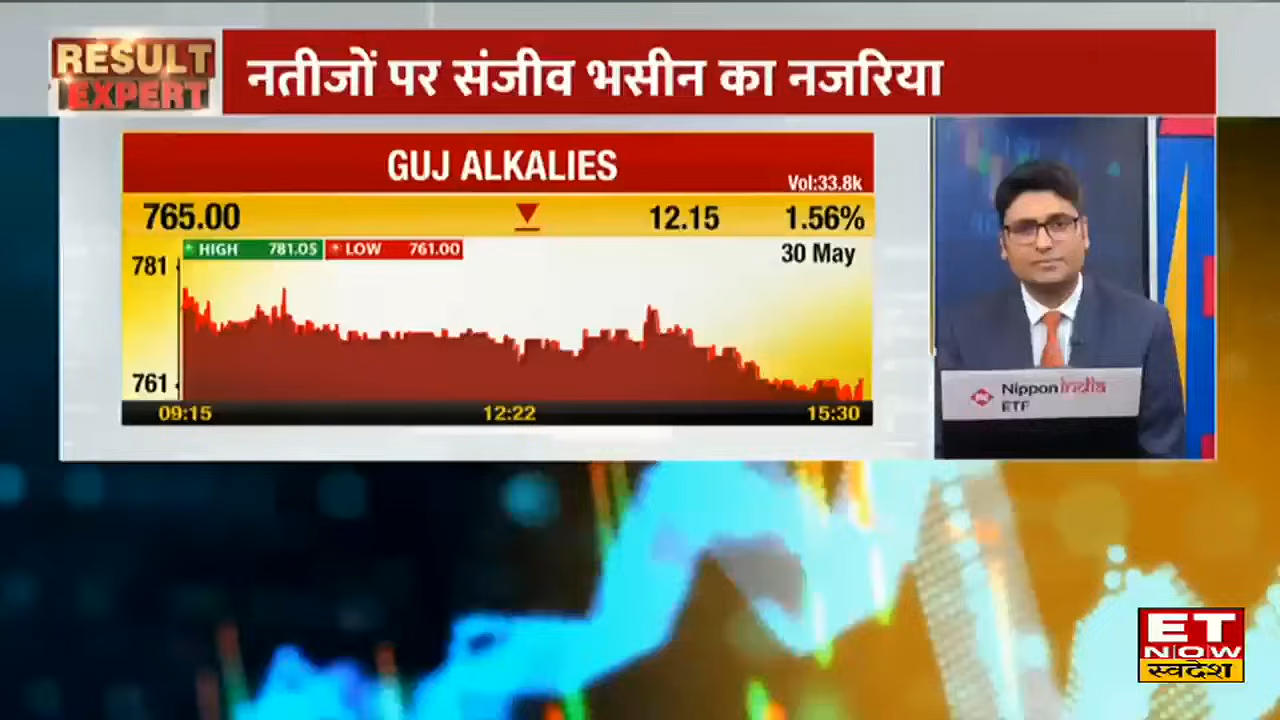 RESULT
EXPERT
नतीजों पर संजीव भसीन का नजरिया
GUJ ALKALIES
Vol:33.8k
765.00 12.15 1.56%
HIGH 781.05 LOW 761.00
30 May
781
761
09:15 12:22 15:30
Nippon india
ETF
ET
NOW
स्वदेश